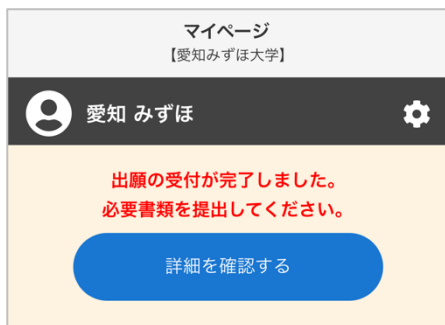 マイページ
【愛知みずほ大学】
愛知 みずほ
出願の受付が完了しました。
必要書類を提出してください。
詳細を確認する